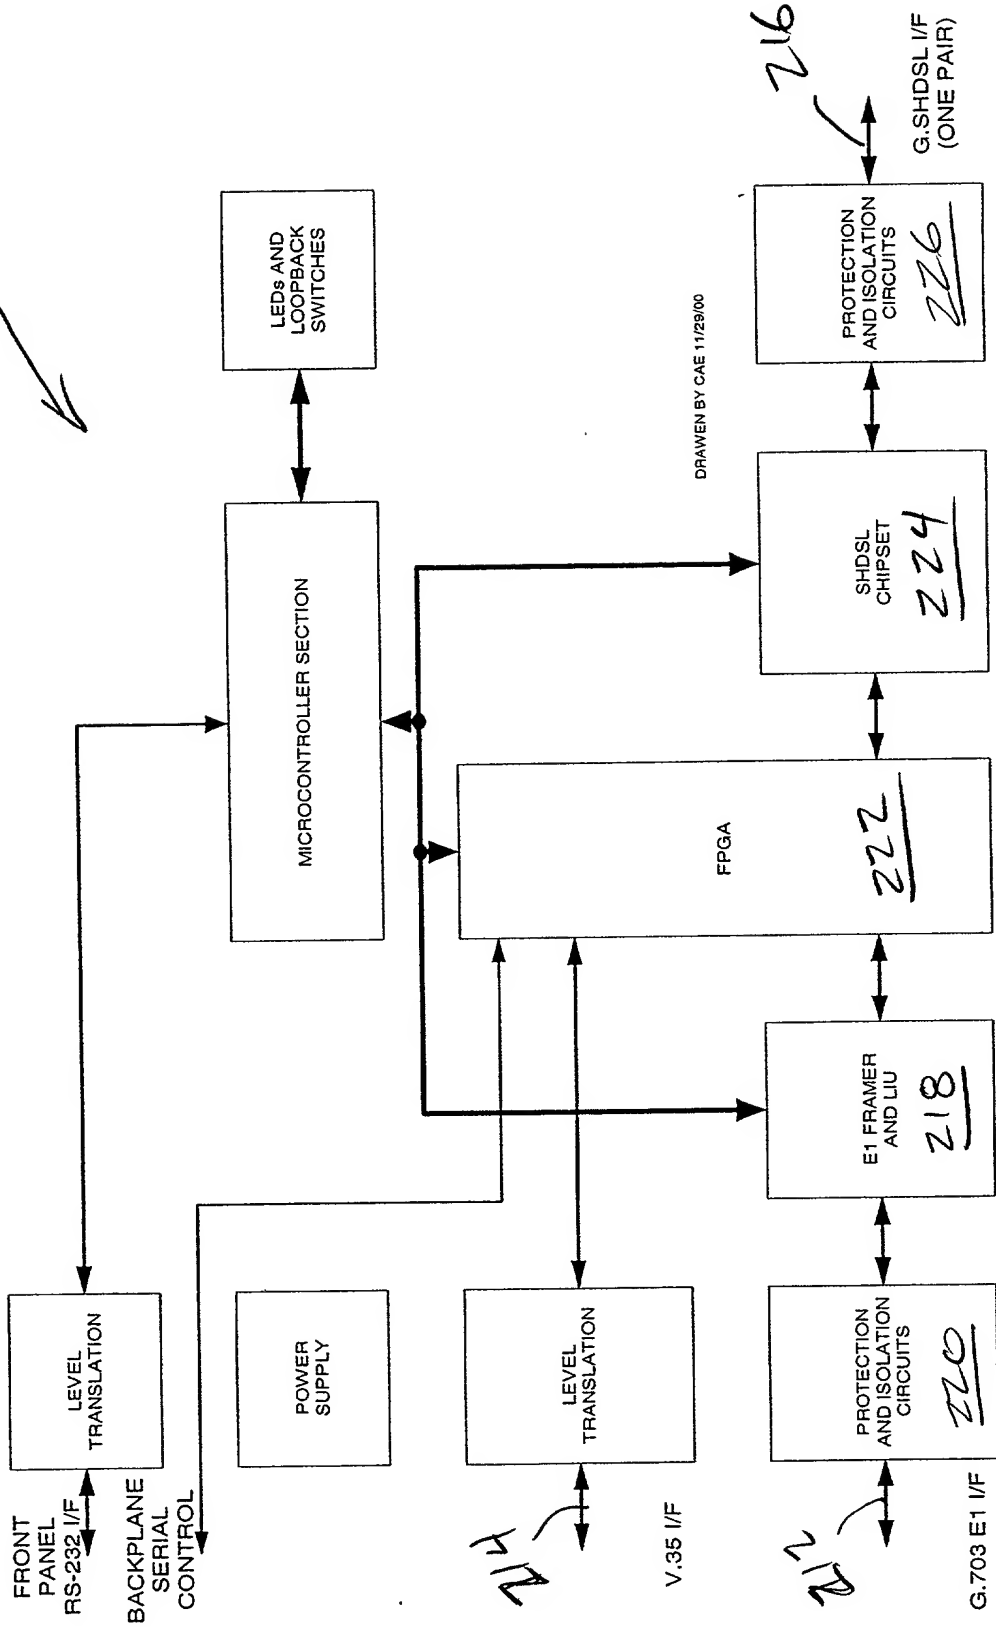 FRONT
PANEL
RS-232 I/F
LEVEL
TRANSLATION
BACKPLANE
SERIAL
CONTROL
POWER
SUPPLY
MICROCONTROLLER SECTION
LEDs AND
LOOPBACK
SWITCHES
214
V.35 I/F
LEVEL
TRANSLATION
FPGA
222
DRAWEN BY CAE 11/29/00
212
G.703 E1 I/F
PROTECTION
AND ISOLATION
CIRCUITS
220
E1 FRAMER
AND LIU
218
SHDSL
CHIPSET
224
PROTECTION
AND ISOLATION
CIRCUITS
226
216
G.SHDSL I/F
(ONE PAIR)